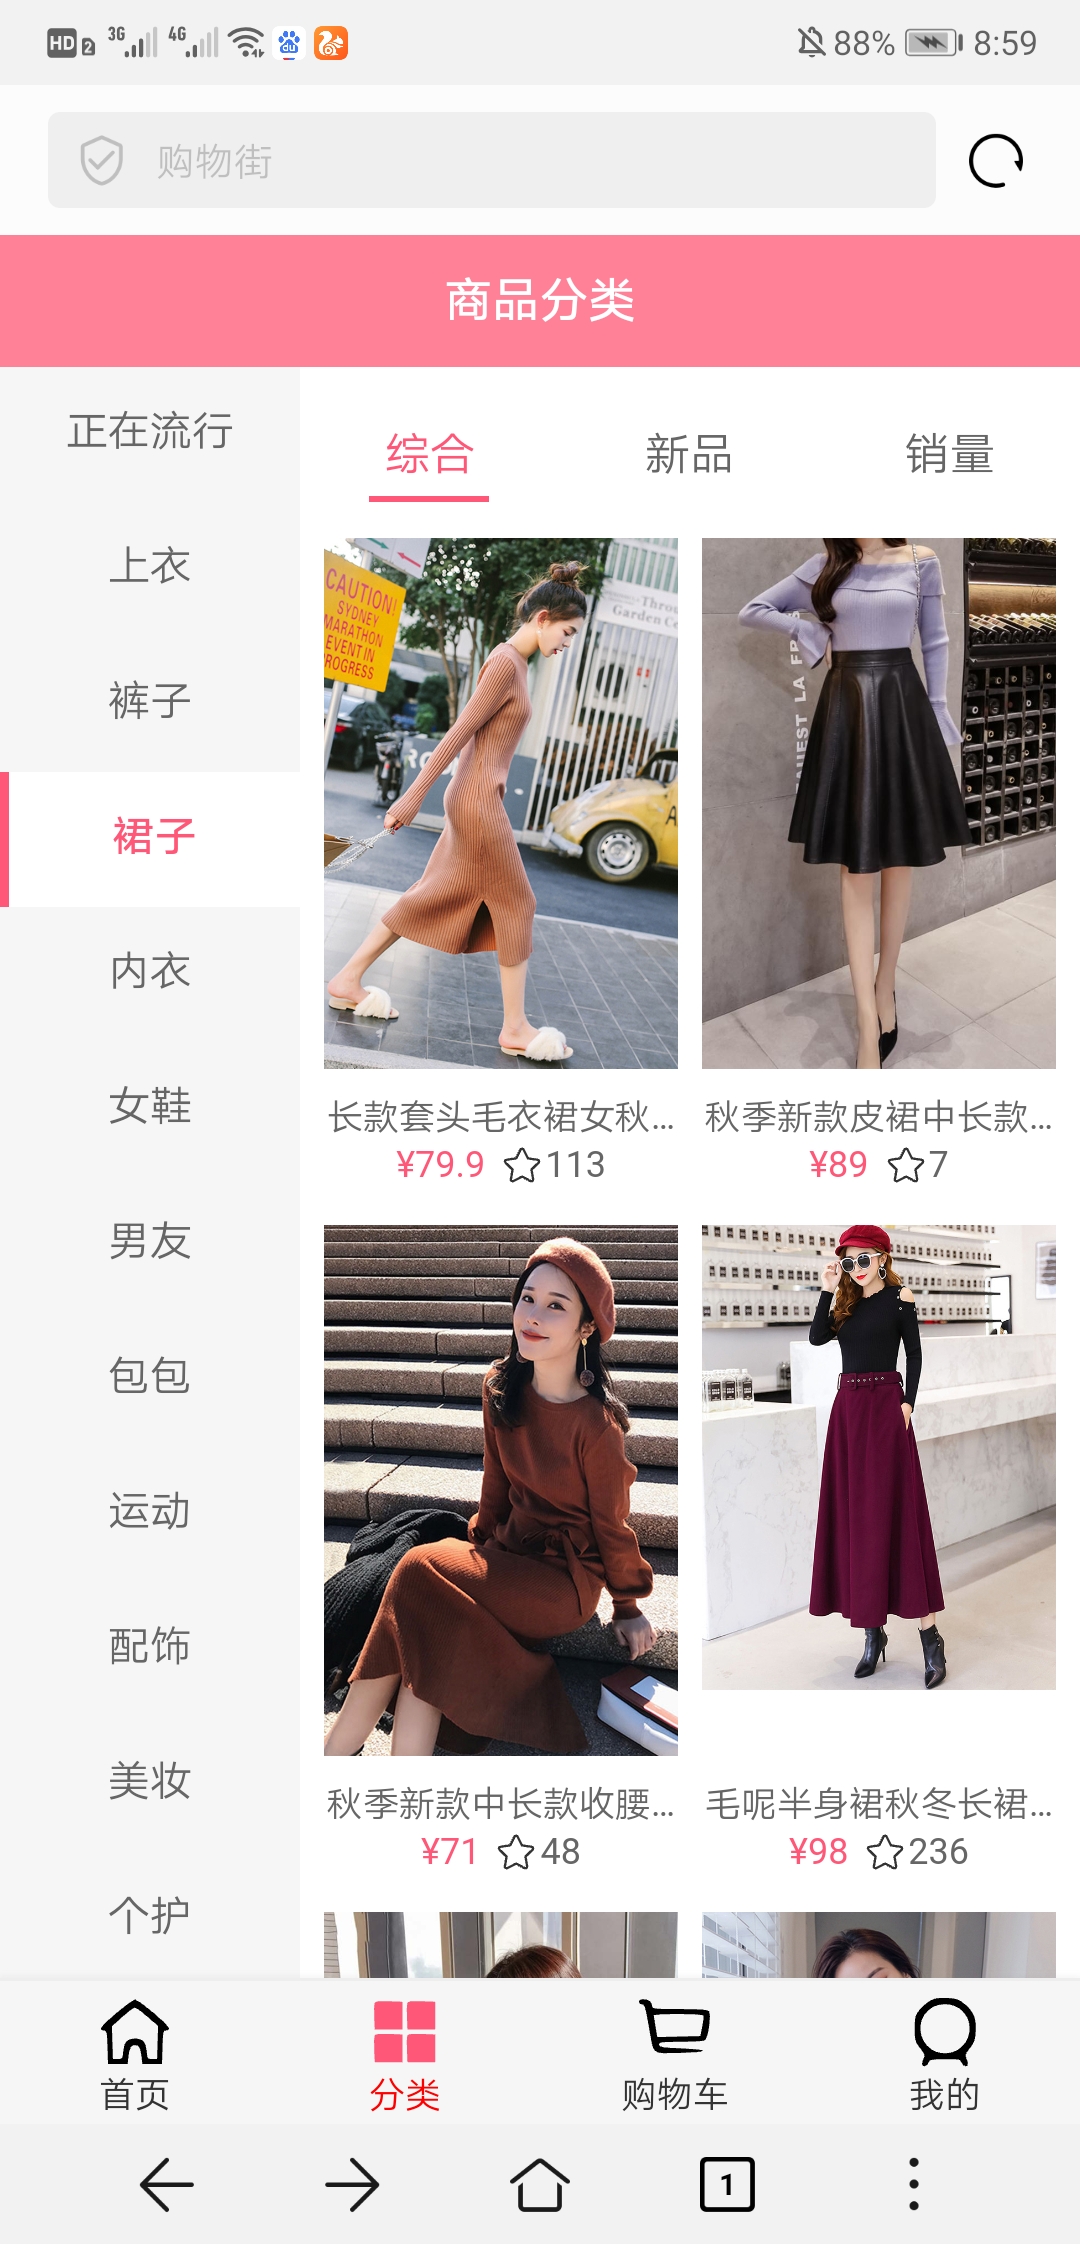 HD 2 3G 4G du 88% 8:59
购物街
商品分类
正在流行
上衣
裤子
裙子
内衣
女鞋
男友
包包
运动
配饰
美妆
个护
综合 新品 销量
CAUTION!
SYDNEY
MARATHON
EVENT IN
PROGRESS
Garden
长款套头毛衣裙女秋...
¥79.9 113
秋季新款皮裙中长款...
¥89 7
秋季新款中长款收腰...
¥71 48
毛呢半身裙秋冬长裙...
¥98 236
首页 分类 购物车 我的
1